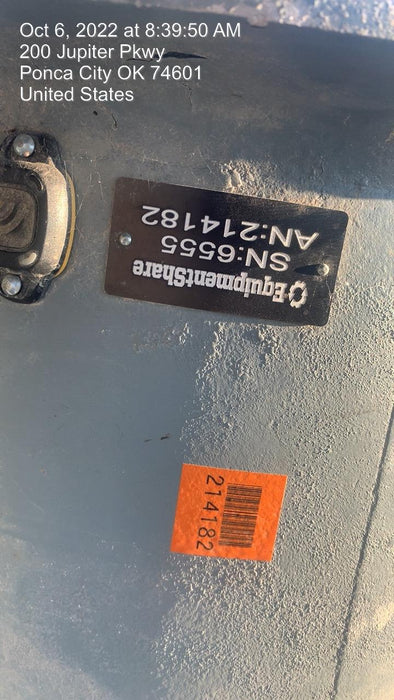 Oct 6, 2022 at 8:39:50 AM
200 Jupiter Pkwy
Ponca City OK 74601
United States
EquipmentShare
SN:6555
AN:214182
214182